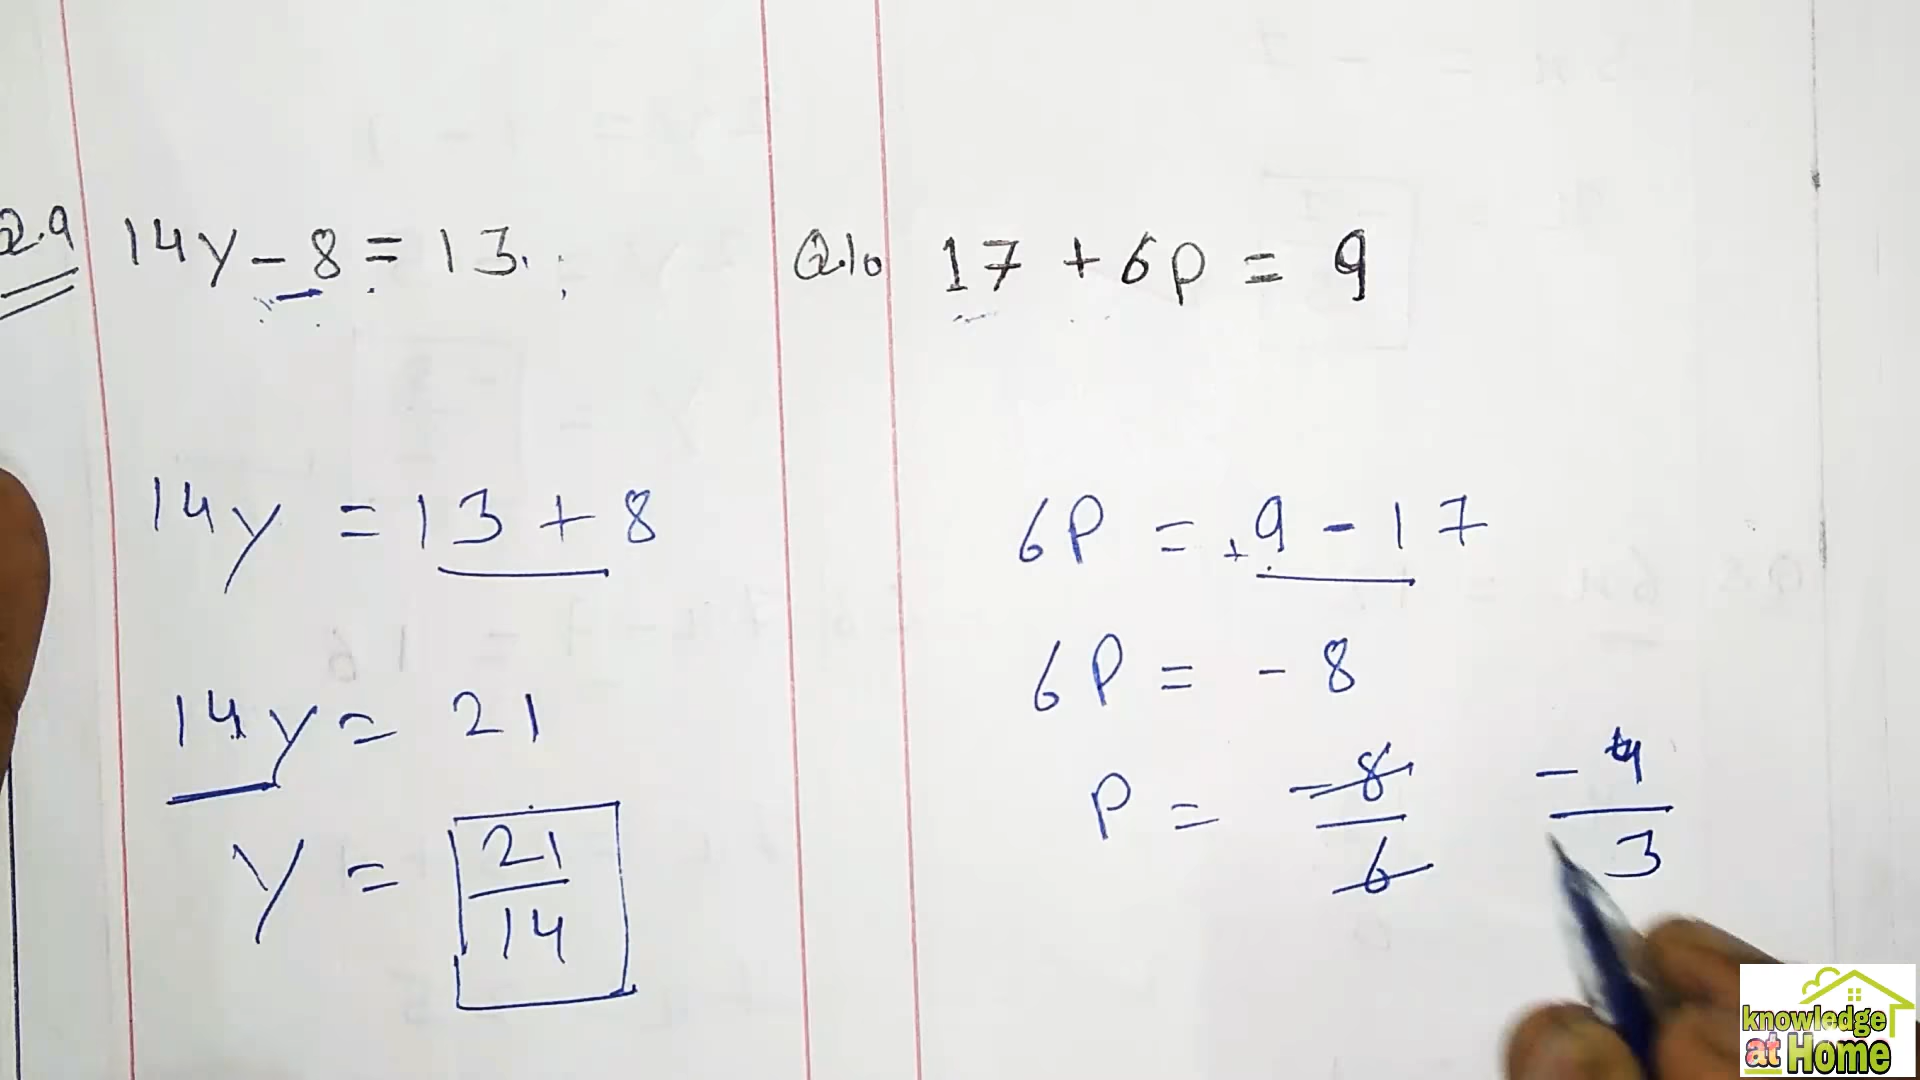 Q.9 14y - 8 = 13.
14y = 13 + 8
14y = 21
y = 21/14
Q.10 17 + 6p = 9
6P = +9 - 17
6P = - 8
P = -8/6 -4/3
knowledge
at Home